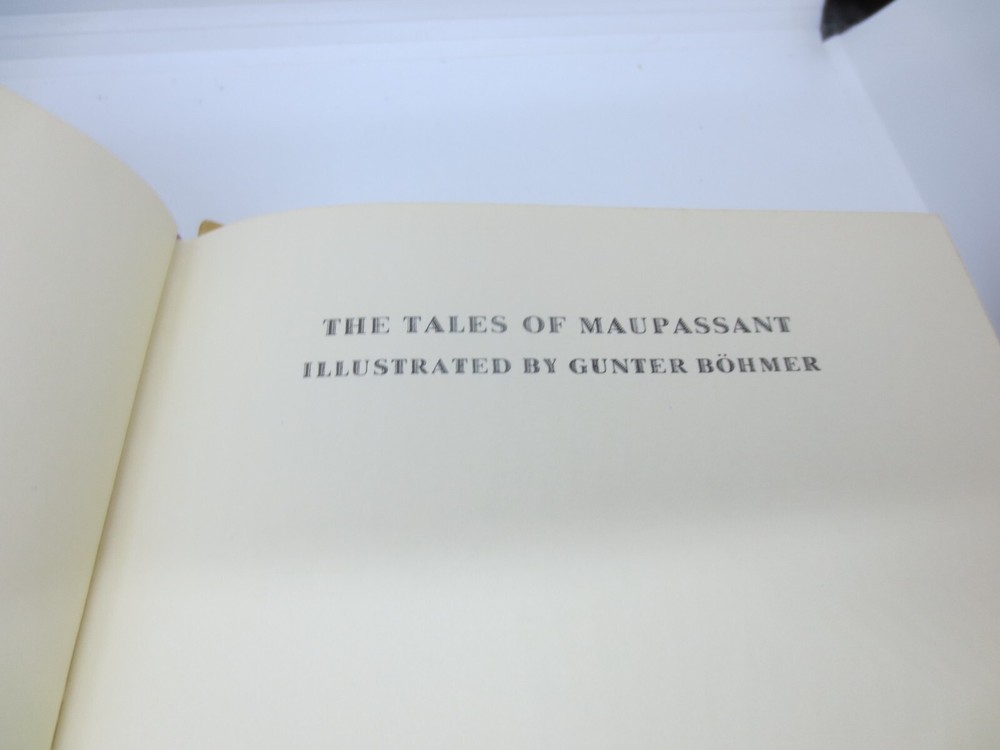 THE TALES OF MAUPASSANT
ILLUSTRATED BY GUNTER BÖHMER